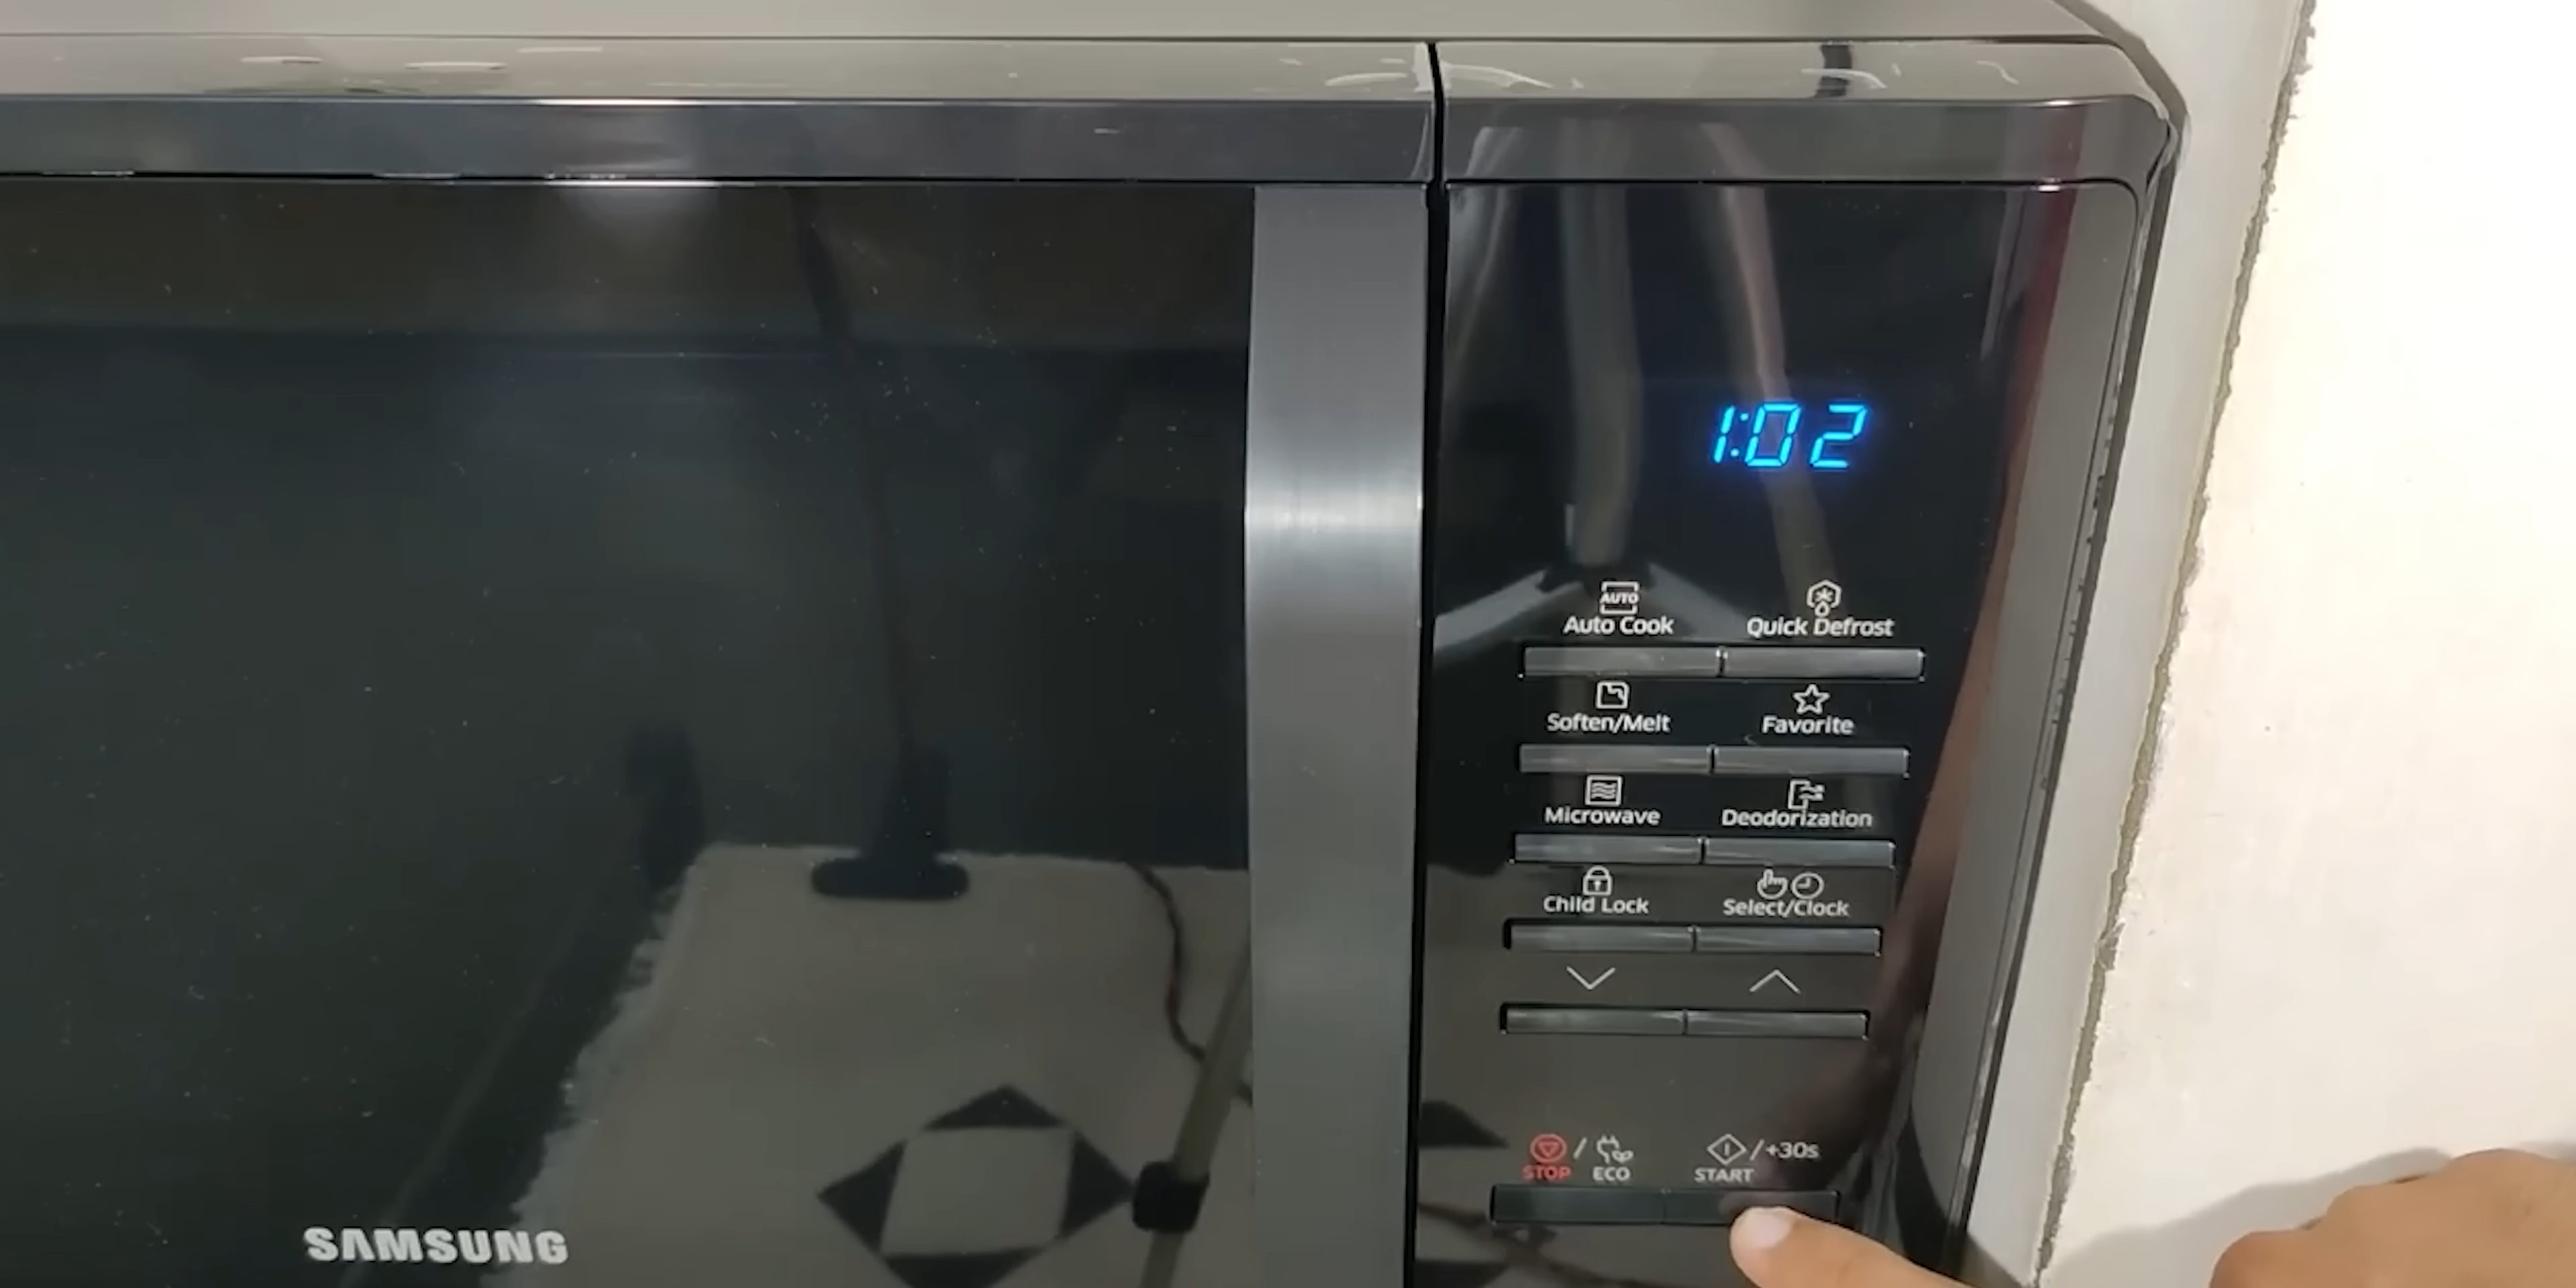 1:02
AUTO
Auto Cook Quick Defrost
Soften/Melt Favorite
Microwave Deodorization
Child Lock Select/Clock
/ /+30s
STOP ECO START
SAMSUNG